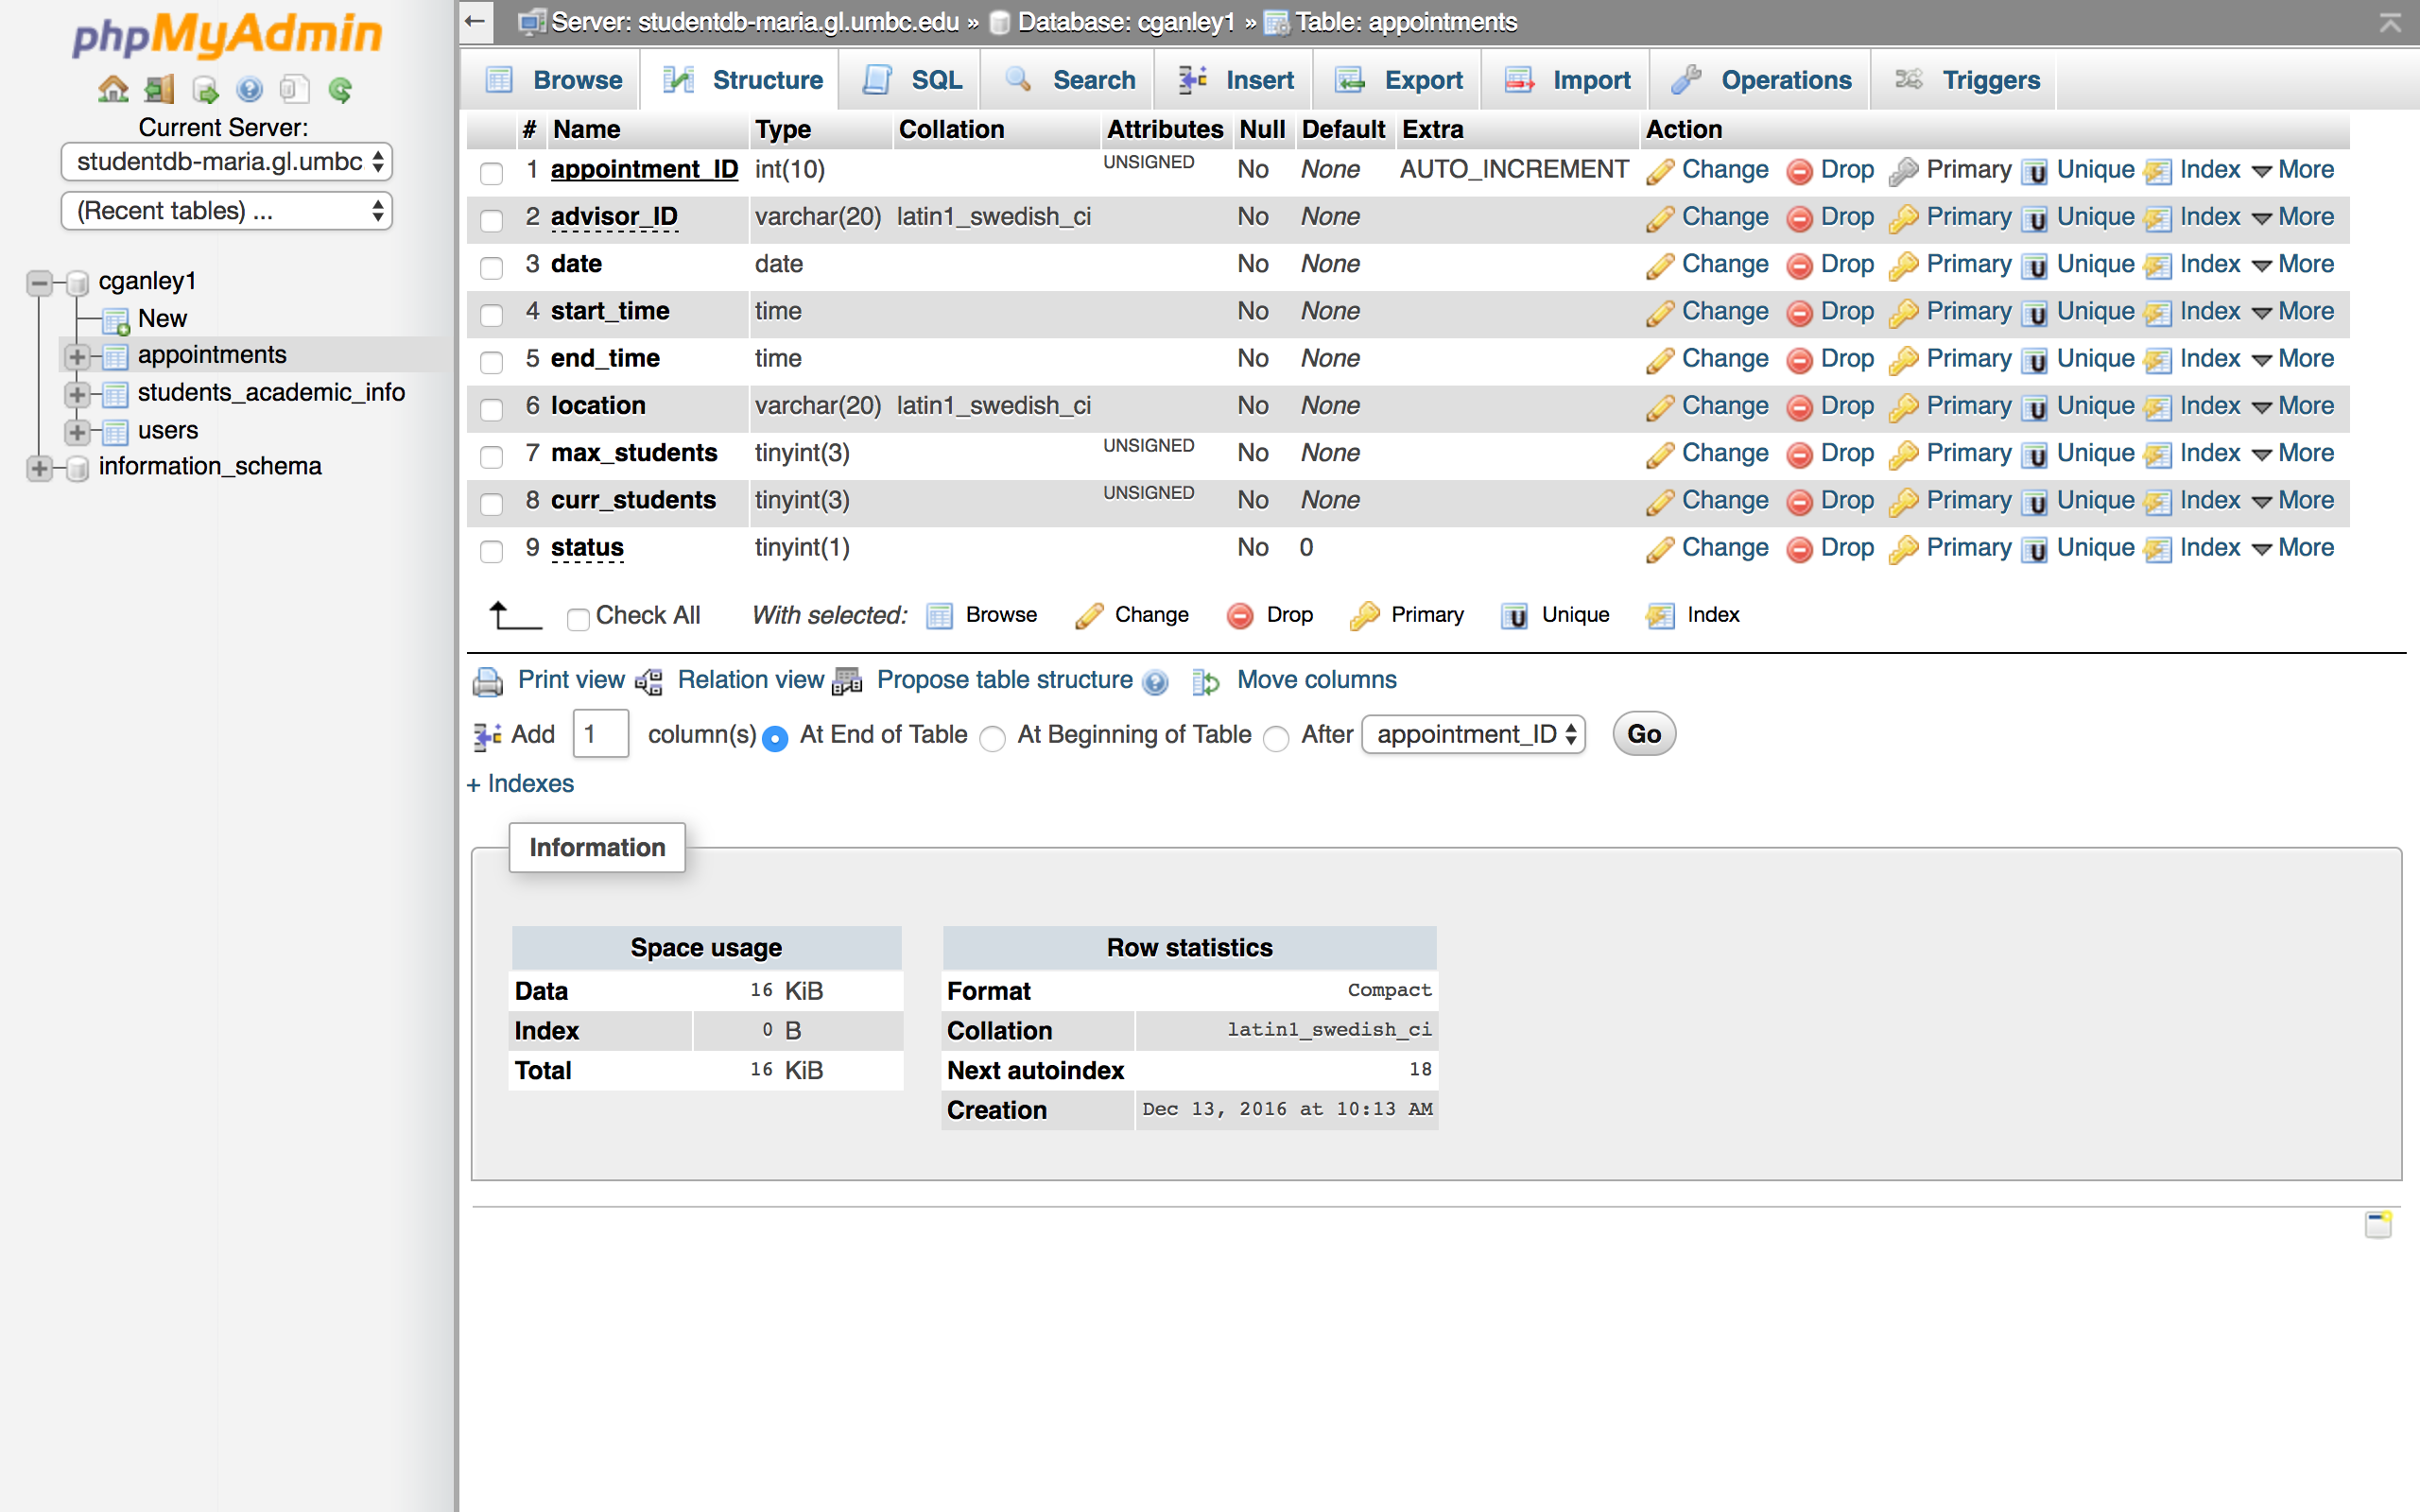 phpMyAdmin
Current Server:
studentdb-maria.gl.umbc
(Recent tables) ...
cganley1
New
appointments
students_academic_info
users
information_schema
Server: studentdb-maria.gl.umbc.edu » Database: cganley1 » Table: appointments
Browse Structure SQL Search Insert Export Import Operations Triggers
# Name Type Collation Attributes Null Default Extra Action
1 appointment_ID int(10) UNSIGNED No None AUTO_INCREMENT Change Drop Primary Unique Index More
2 advisor_ID varchar(20) latin1_swedish_ci No None Change Drop Primary Unique Index More
3 date date No None Change Drop Primary Unique Index More
4 start_time time No None Change Drop Primary Unique Index More
5 end_time time No None Change Drop Primary Unique Index More
6 location varchar(20) latin1_swedish_ci No None Change Drop Primary Unique Index More
7 max_students tinyint(3) UNSIGNED No None Change Drop Primary Unique Index More
8 curr_students tinyint(3) UNSIGNED No None Change Drop Primary Unique Index More
9 status tinyint(1) No 0 Change Drop Primary Unique Index More
Check All With selected: Browse Change Drop Primary Unique Index
Print view Relation view Propose table structure Move columns
Add 1 column(s) At End of Table At Beginning of Table After appointment_ID Go
+ Indexes
Information
Space usage
Data 16 KiB
Index 0 B
Total 16 KiB
Row statistics
Format Compact
Collation latin1_swedish_ci
Next autoindex 18
Creation Dec 13, 2016 at 10:13 AM